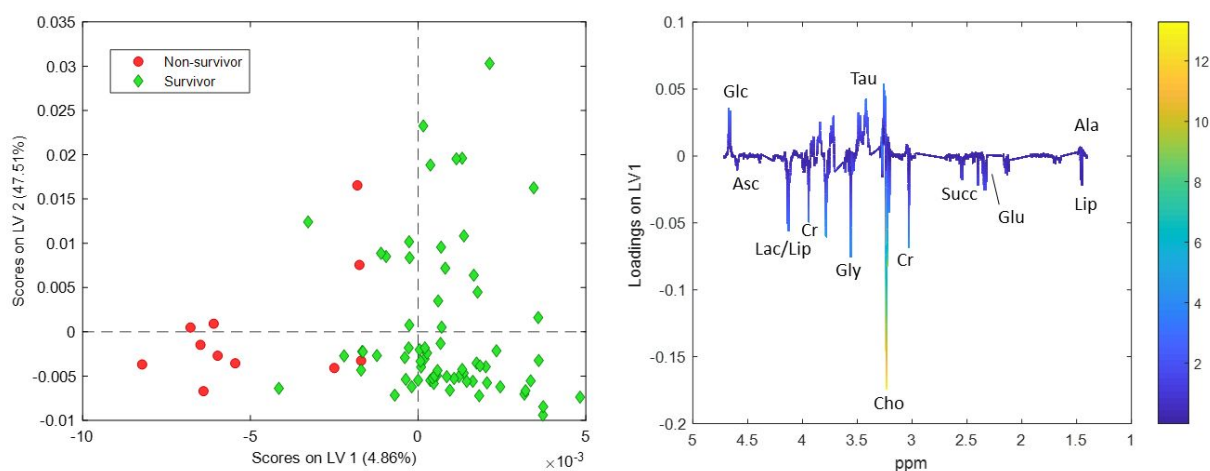 0.035
0.03
0.025
0.02
0.015
0.01
0.005
0
-0.005
-0.01
Scores on LV 2 (47.51%)
Non-survivor
Survivor
-10
-5
0
5
Scores on LV 1 (4.86%)
×10⁻³
0.1
0.05
0
-0.05
-0.1
-0.15
-0.2
Loadings on LV1
Glc
Tau
Ala
Asc
Succ
Glu
Lip
Lac/Lip
Cr
Gly
Cr
Cho
5
4.5
4
3.5
3
2.5
2
1.5
1
ppm
12
10
8
6
4
2